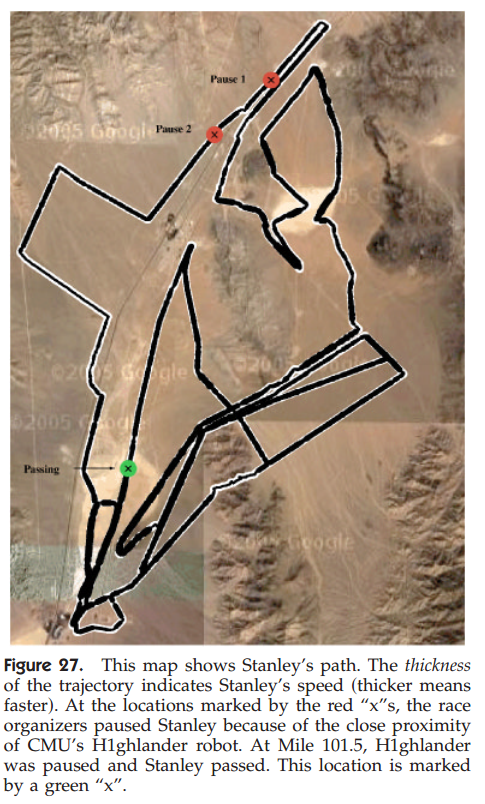 Google
Pause 1
2005 Google
Pause 2
05 G
©2005 Google
200
2005
Passing
Google
Figure 27. This map shows Stanley's path. The thickness
of the trajectory indicates Stanley's speed (thicker means
faster). At the locations marked by the red "x"s, the race
organizers paused Stanley because of the close proximity
of CMU's H1ghlander robot. At Mile 101.5, H1ghlander
was paused and Stanley passed. This location is marked
by a green "x".